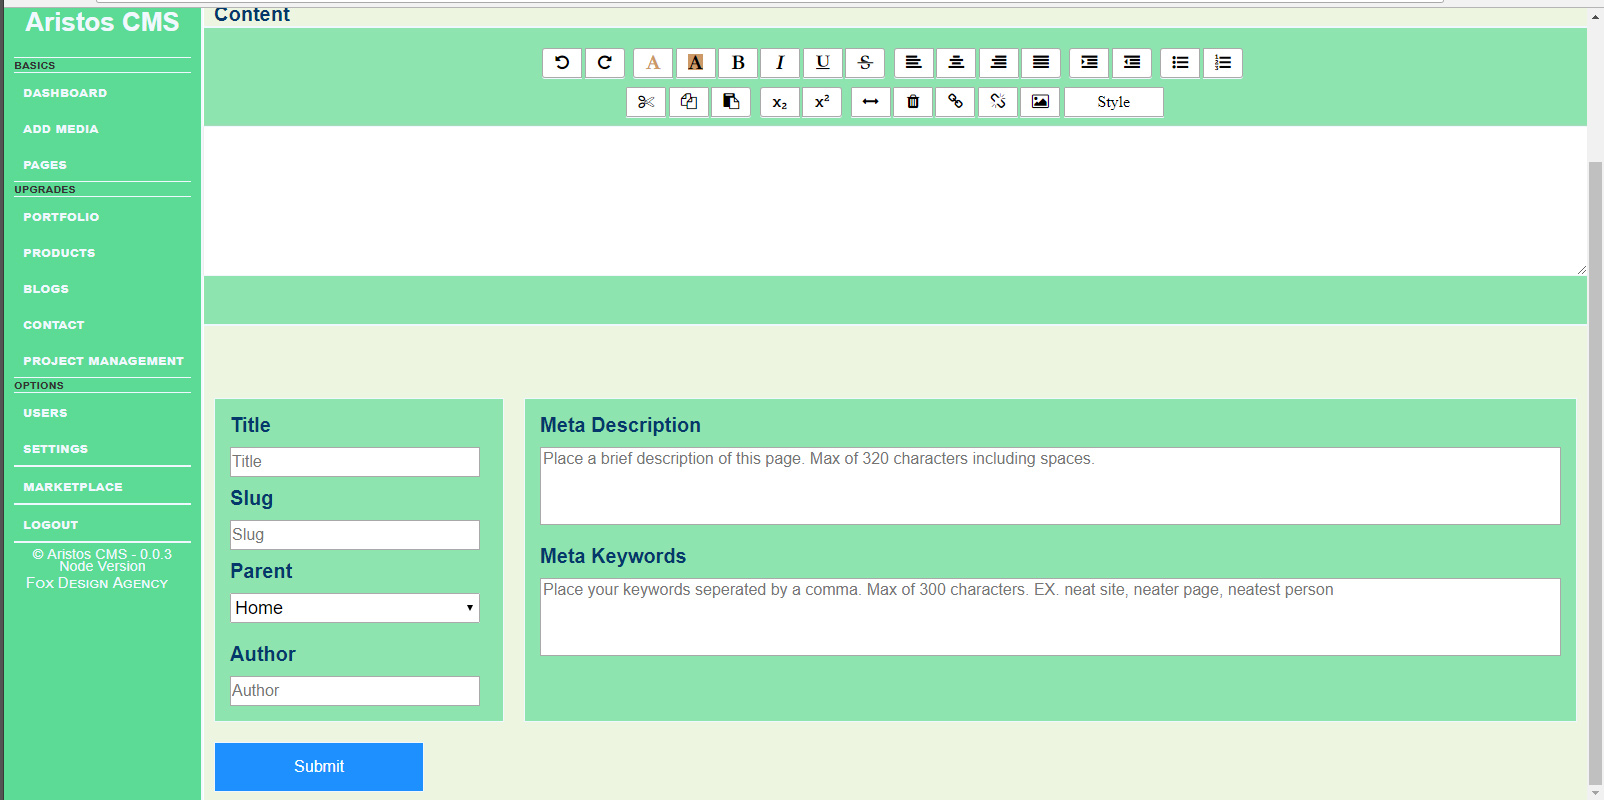 Aristos CMS
BASICS
DASHBOARD
ADD MEDIA
PAGES
UPGRADES
PORTFOLIO
PRODUCTS
BLOGS
CONTACT
PROJECT MANAGEMENT
OPTIONS
USERS
SETTINGS
MARKETPLACE
LOGOUT
© Aristos CMS - 0.0.3
Node Version
Fox Design Agency
Content
A A B I U S
x₂ x² Style
Title
Title
Slug
Slug
Parent
Home
Author
Author
Meta Description
Place a brief description of this page. Max of 320 characters including spaces.
Meta Keywords
Place your keywords seperated by a comma. Max of 300 characters. EX. neat site, neater page, neatest person
Submit